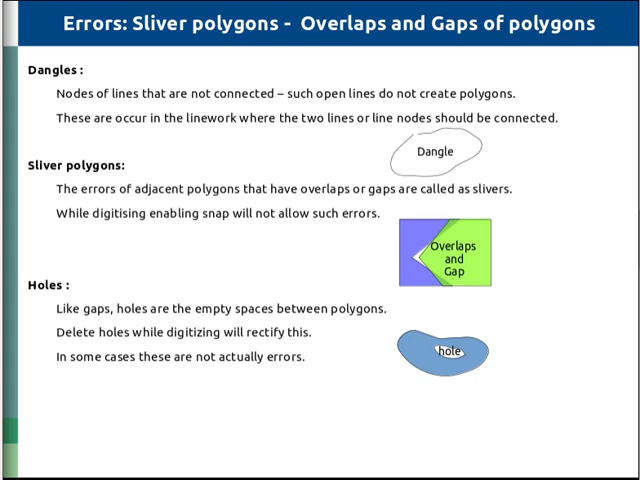 Errors: Sliver polygons - Overlaps and Gaps of polygons
Dangles :
Nodes of lines that are not connected – such open lines do not create polygons.
These are occur in the linework where the two lines or line nodes should be connected.
Dangle
Sliver polygons:
The errors of adjacent polygons that have overlaps or gaps are called as slivers.
While digitising enabling snap will not allow such errors.
Overlaps
and
Gap
Holes :
Like gaps, holes are the empty spaces between polygons.
Delete holes while digitizing will rectify this.
hole
In some cases these are not actually errors.